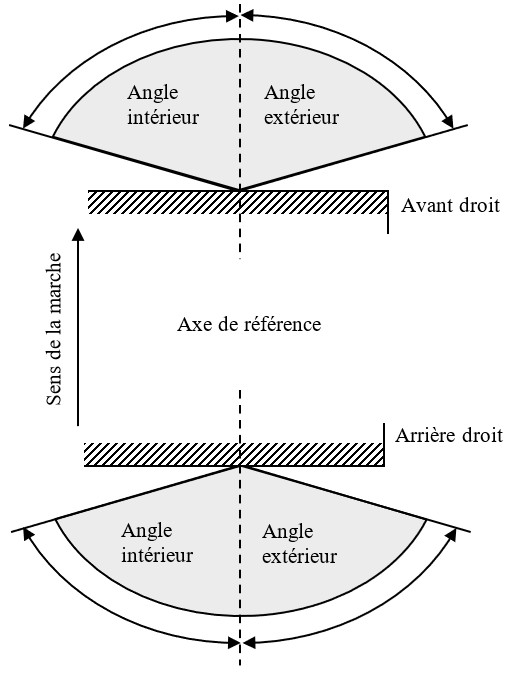 Angle
intérieur
Angle
extérieur
Avant droit
Sens de la marche
Axe de référence
Arrière droit
Angle
intérieur
Angle
extérieur